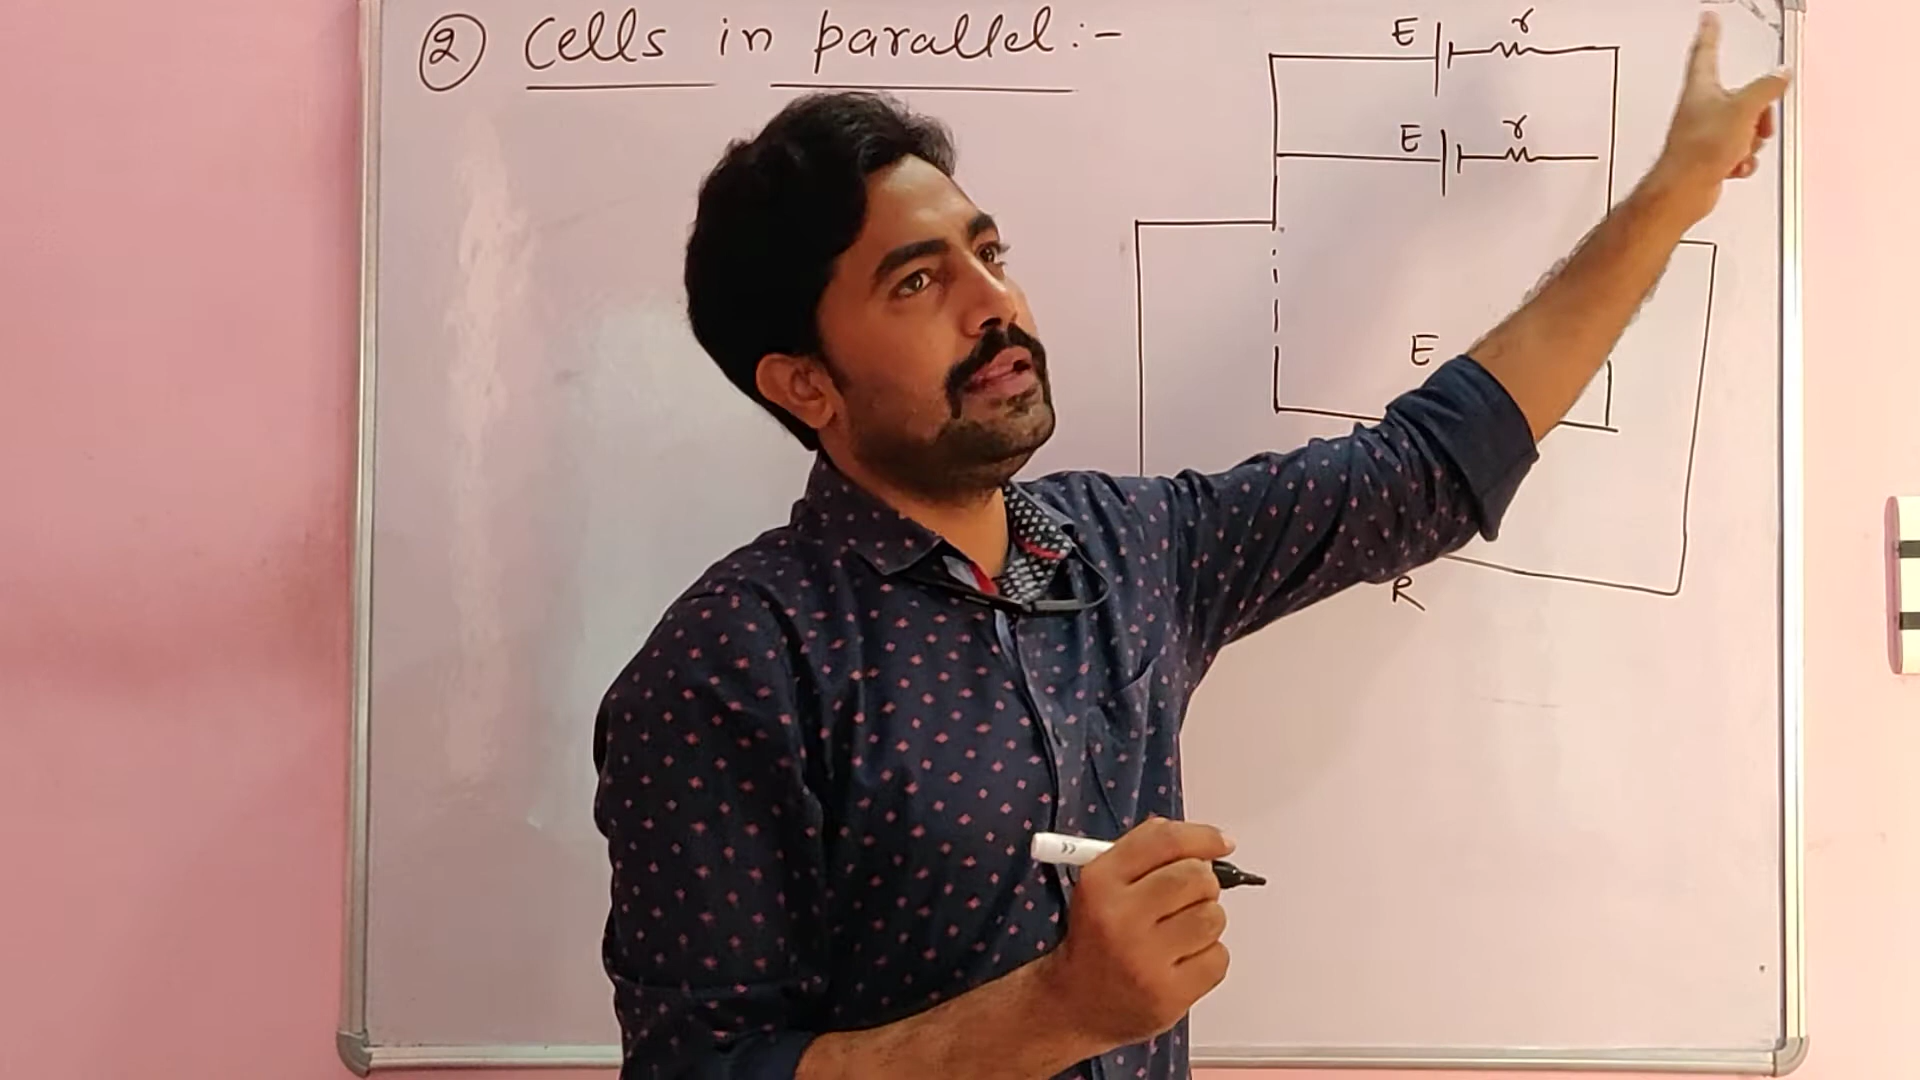 ② Cells in parallel:-
E r
E r
E
R